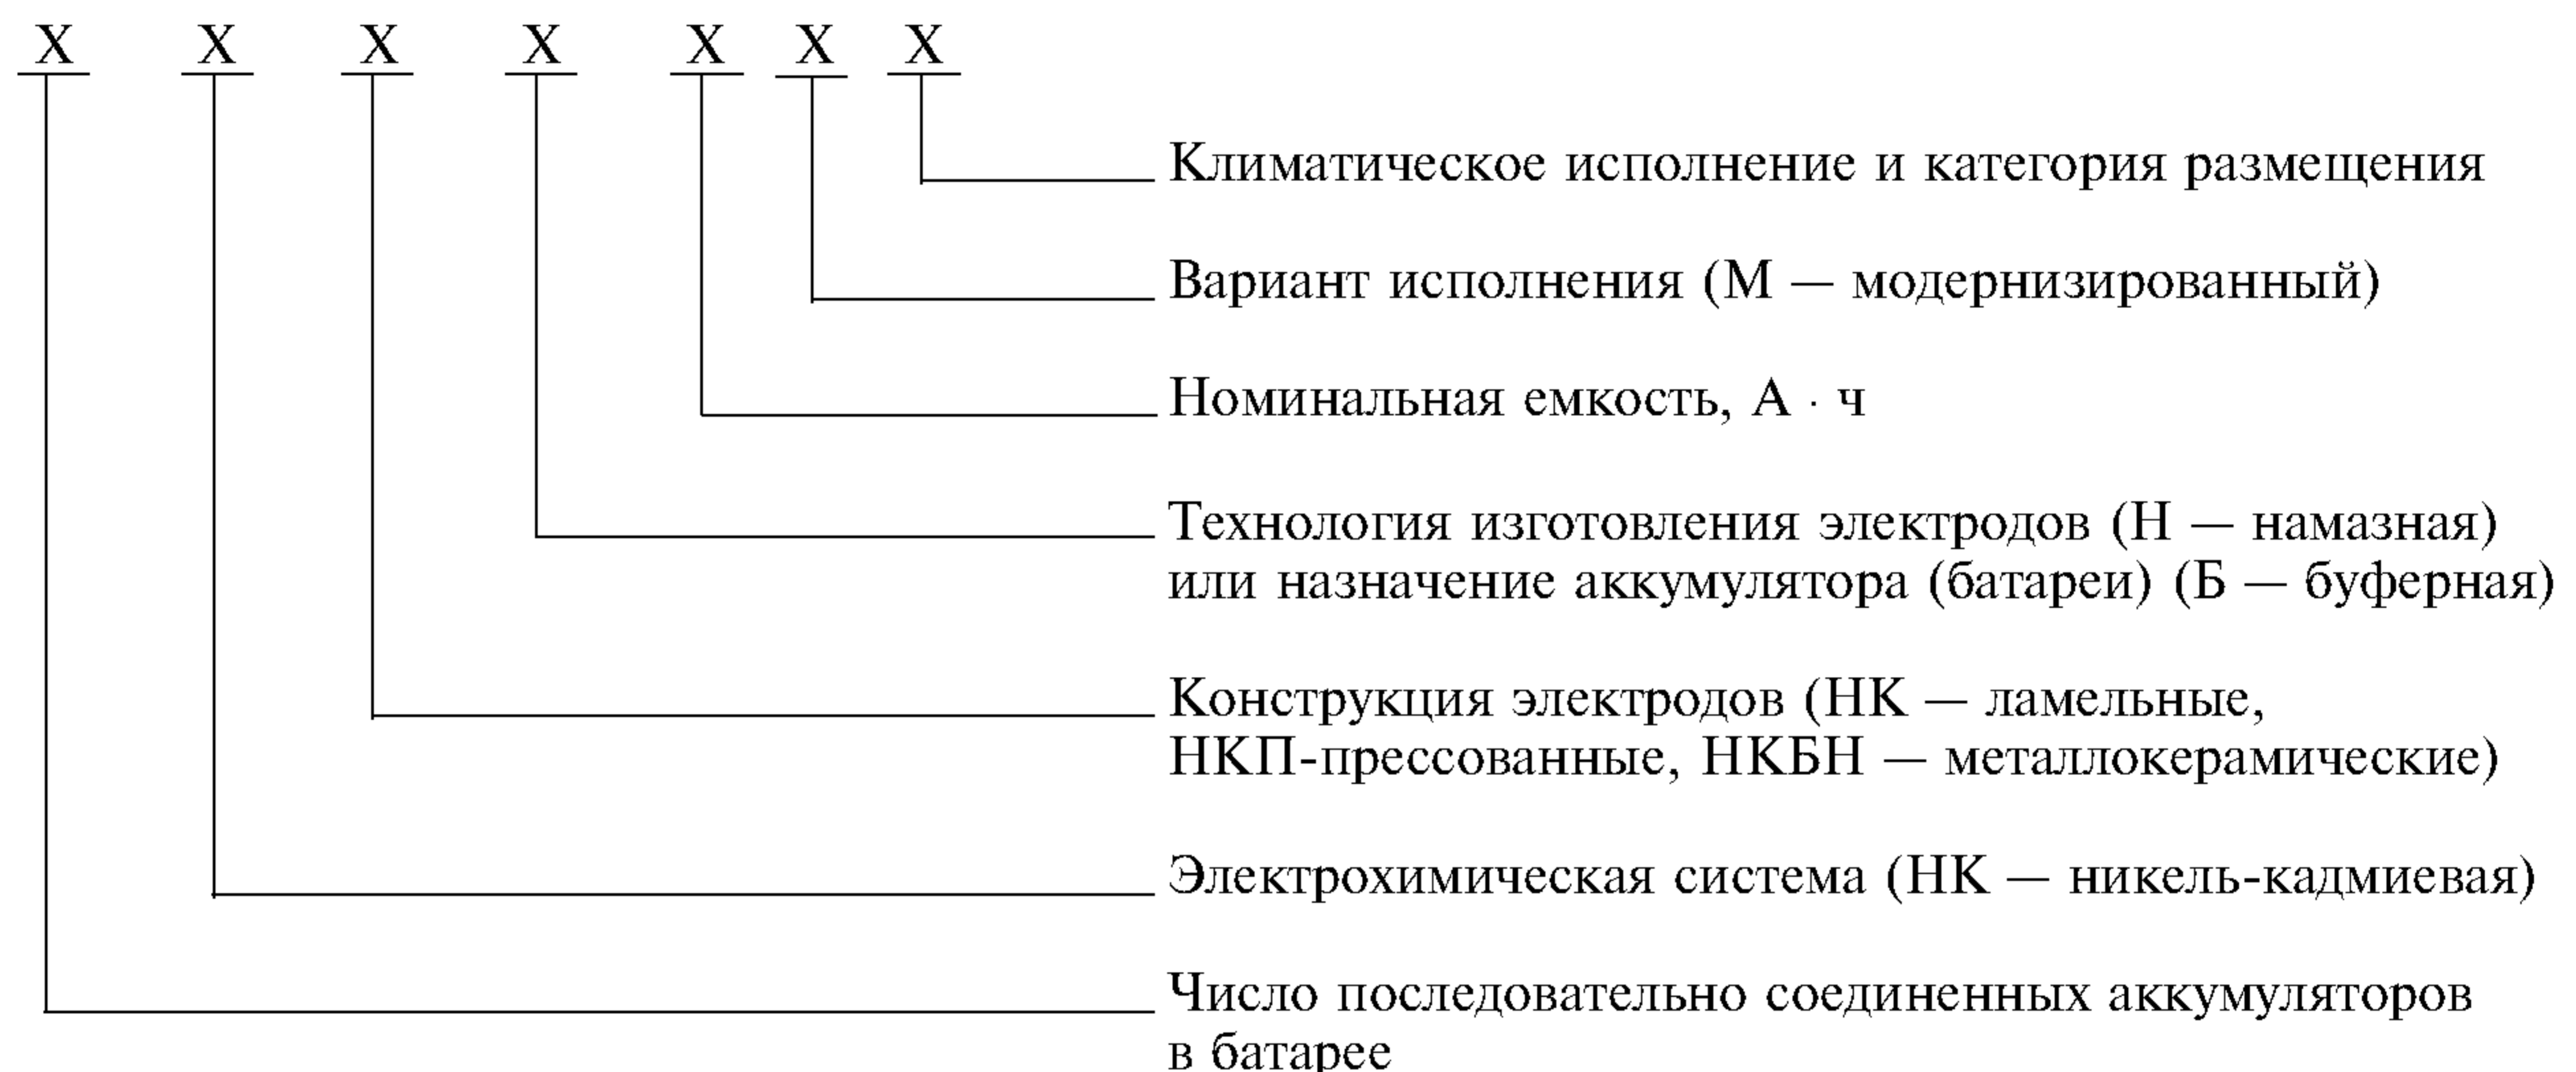 X X X X X X X
Климатическое исполнение и категория размещения
Вариант исполнения (М — модернизированный)
Номинальная емкость, А · ч
Технология изготовления электродов (Н — намазная)
или назначение аккумулятора (батареи) (Б — буферная)
Конструкция электродов (НК — ламельные,
НКП-прессованные, НКБН — металлокерамические)
Электрохимическая система (НК — никель-кадмиевая)
Число последовательно соединенных аккумуляторов
в батарее